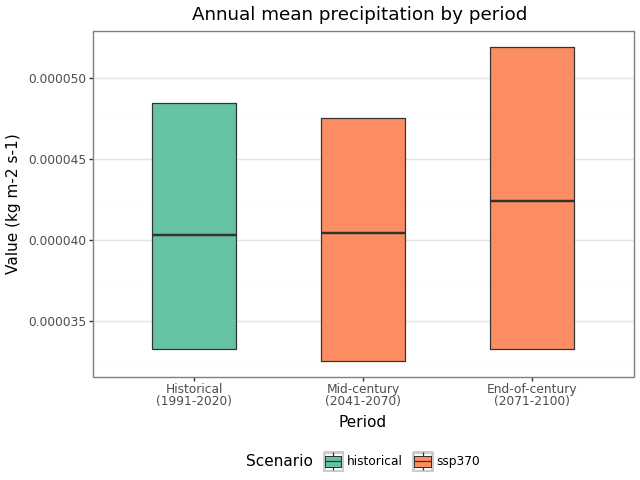 Annual mean precipitation by period
Value (kg m-2 s-1)
0.000050
0.000045
0.000040
0.000035
Historical
(1991-2020)
Mid-century
(2041-2070)
End-of-century
(2071-2100)
Period
Scenario
historical
ssp370